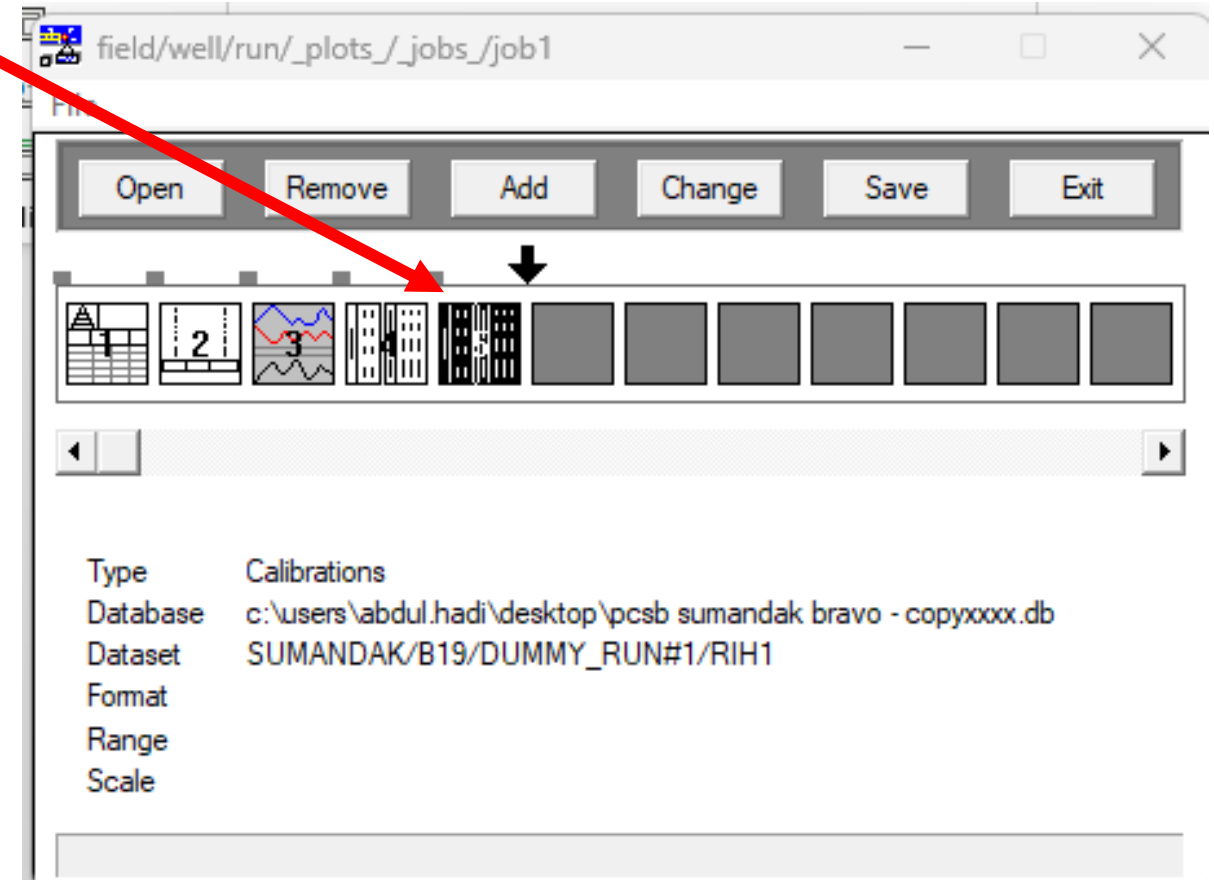 field/well/run/_plots_/_jobs_/job1
File
Open Remove Add Change Save Exit
1 2 3 4 5
Type Calibrations
Database c:\users\abdul.hadi\desktop\pcsb sumandak bravo - copyxxxx.db
Dataset SUMANDAK/B19/DUMMY_RUN#1/RIH1
Format
Range
Scale